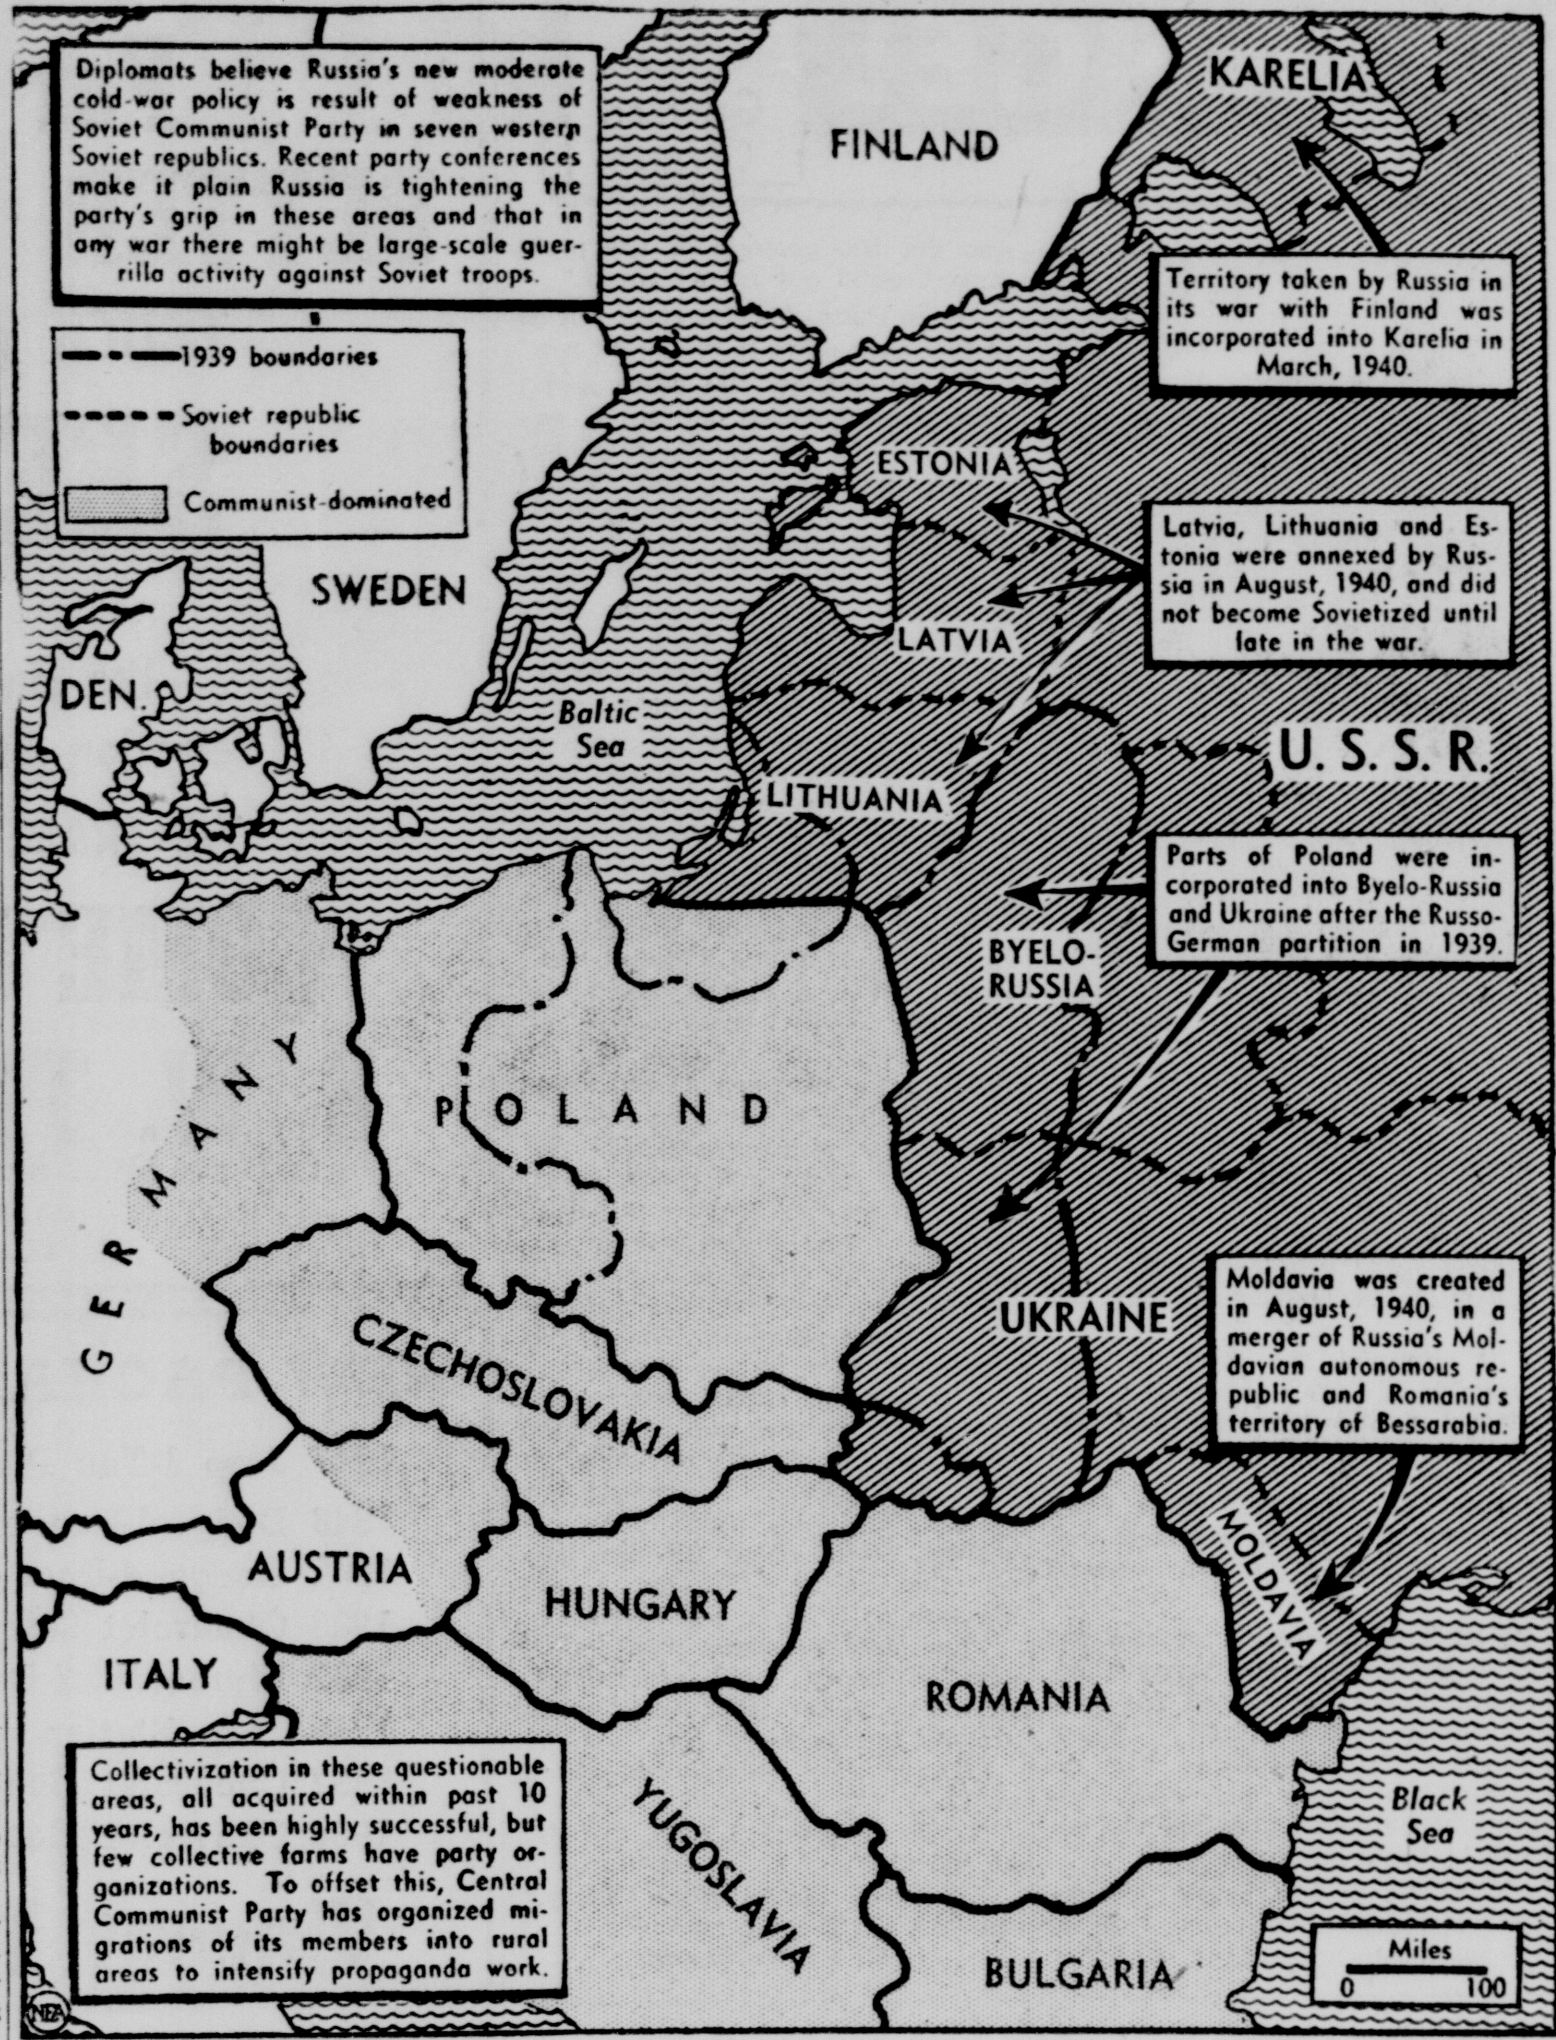 Diplomats believe Russia's new moderate
cold-war policy is result of weakness of
Soviet Communist Party in seven western
Soviet republics. Recent party conferences
make it plain Russia is tightening the
party's grip in these areas and that in
any war there might be large-scale guer-
rilla activity against Soviet troops.
1939 boundaries
Soviet republic
boundaries
Communist-dominated
KARELIA
FINLAND
Territory taken by Russia in
its war with Finland was
incorporated into Karelia in
March, 1940.
ESTONIA
Latvia, Lithuania and Es-
tonia were annexed by Rus-
sia in August, 1940, and did
not become Sovietized until
late in the war.
SWEDEN
LATVIA
DEN.
Baltic
Sea
U. S. S. R.
LITHUANIA
Parts of Poland were in-
corporated into Byelo-Russia
and Ukraine after the Russo-
German partition in 1939.
BYELO-
RUSSIA
GERMANY
POLAND
Moldavia was created
in August, 1940, in a
merger of Russia's Mol-
davian autonomous re-
public and Romania's
territory of Bessarabia.
UKRAINE
CZECHOSLOVAKIA
MOLDAVIA
AUSTRIA
HUNGARY
ITALY
ROMANIA
Collectivization in these questionable
areas, all acquired within past 10
years, has been highly successful, but
few collective farms have party or-
ganizations. To offset this, Central
Communist Party has organized mi-
grations of its members into rural
areas to intensify propaganda work.
YUGOSLAVIA
Black
Sea
BULGARIA
Miles
0 100
NEA